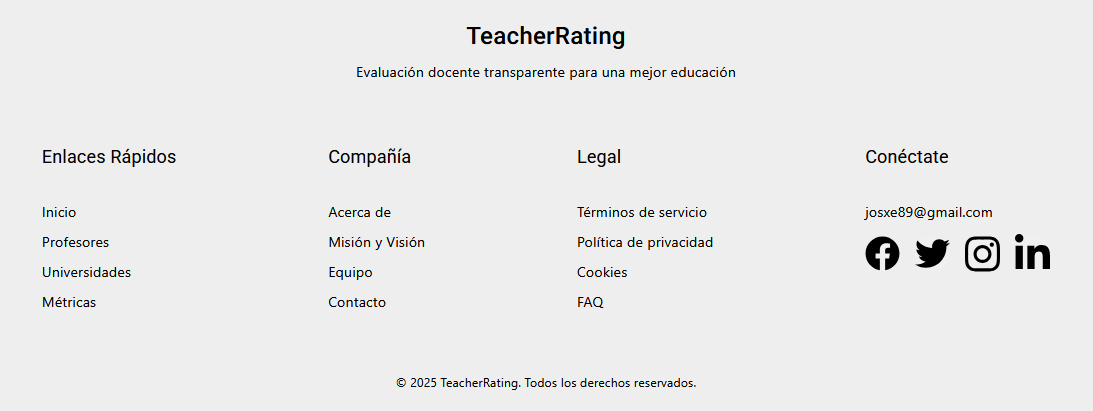 TeacherRating
Evaluación docente transparente para una mejor educación
Enlaces Rápidos
Inicio
Profesores
Universidades
Métricas
Compañía
Acerca de
Misión y Visión
Equipo
Contacto
Legal
Términos de servicio
Política de privacidad
Cookies
FAQ
Conéctate
josxe89@gmail.com
© 2025 TeacherRating. Todos los derechos reservados.